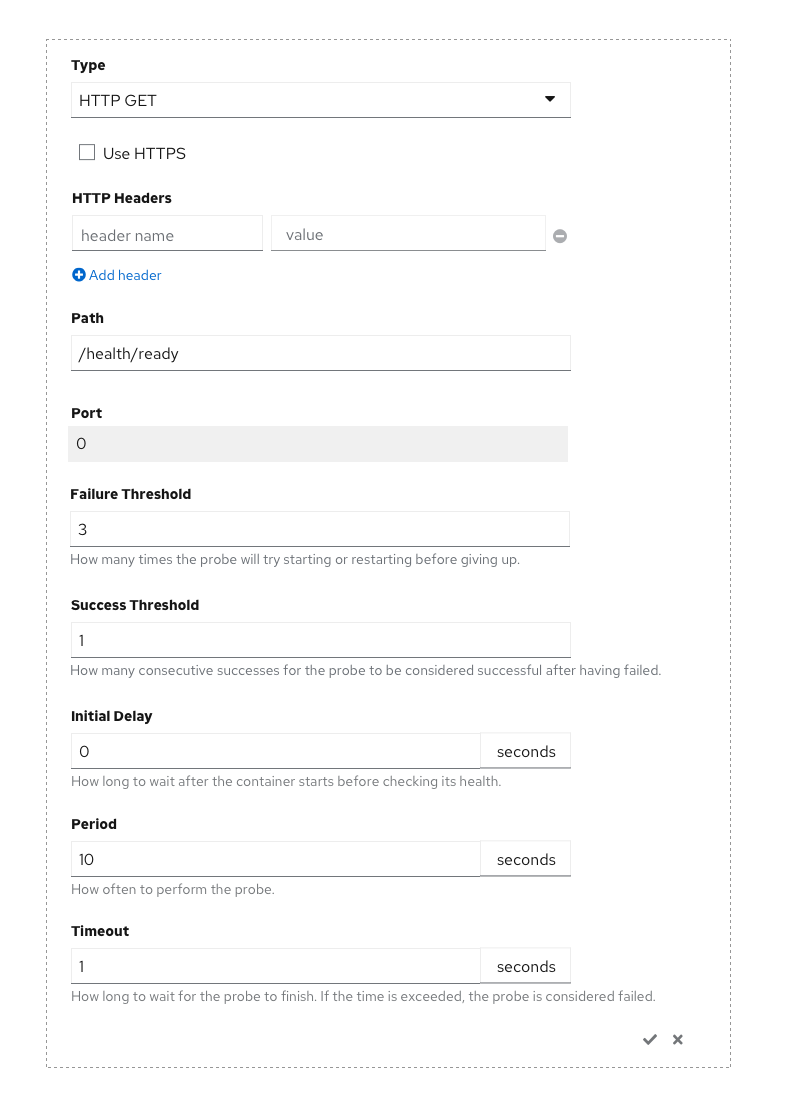 Type
HTTP GET
Use HTTPS
HTTP Headers
header name value
Add header
Path
/health/ready
Port
0
Failure Threshold
3
How many times the probe will try starting or restarting before giving up.
Success Threshold
1
How many consecutive successes for the probe to be considered successful after having failed.
Initial Delay
0 seconds
How long to wait after the container starts before checking its health.
Period
10 seconds
How often to perform the probe.
Timeout
1 seconds
How long to wait for the probe to finish. If the time is exceeded, the probe is considered failed.